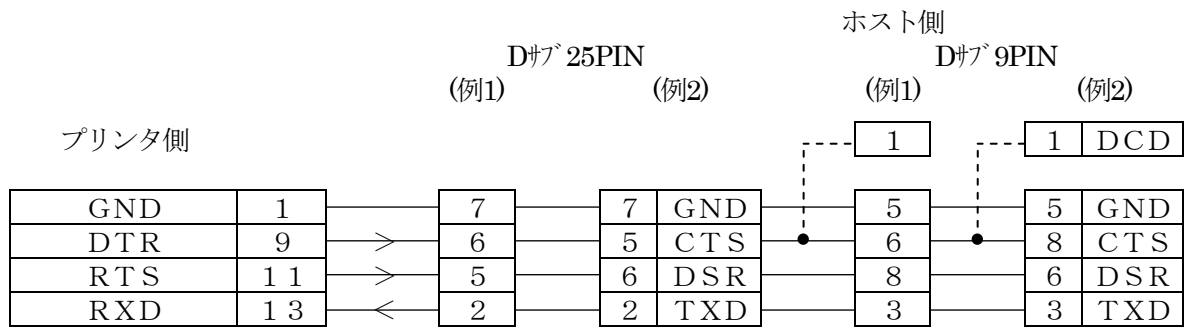 ホスト側
Dｻﾌﾞ25PIN Dｻﾌﾞ9PIN
(例1) (例2) (例1) (例2)
プリンタ側 1 1 DCD
GND 1 7 7 GND 5 5 GND
DTR 9 6 5 CTS 6 8 CTS
RTS 11 5 6 DSR 8 6 DSR
RXD 13 2 2 TXD 3 3 TXD